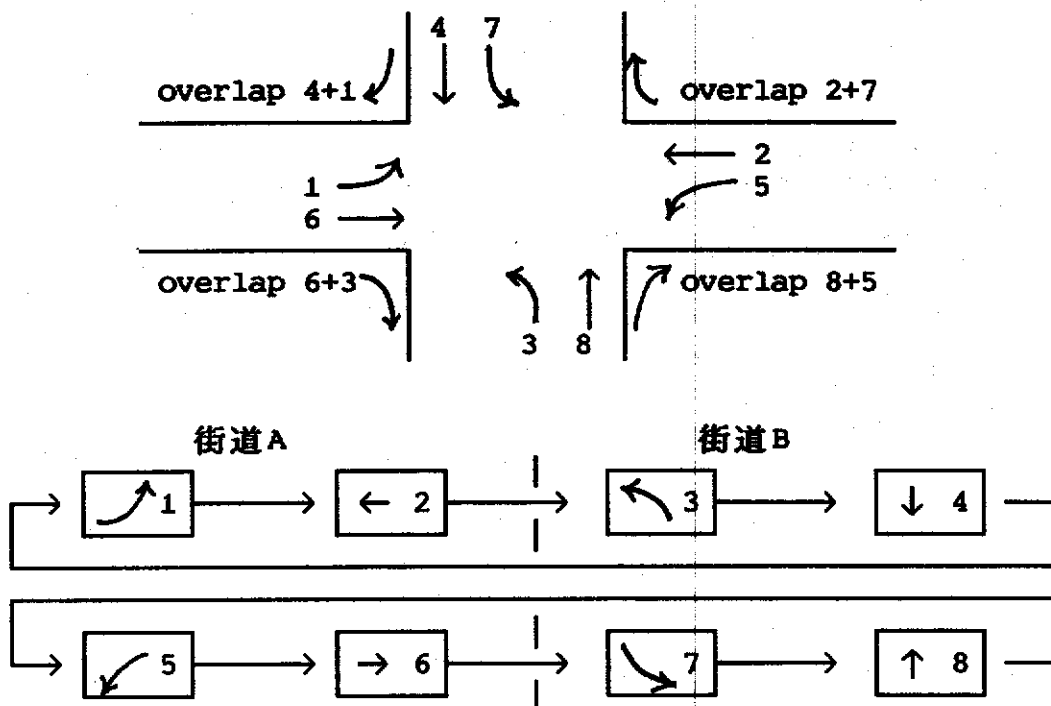 4 7
overlap 4+1 overlap 2+7
2
1 5
6
overlap 6+3 overlap 8+5
3 8
街道A 街道B
1 2 3 4
5 6 7 8